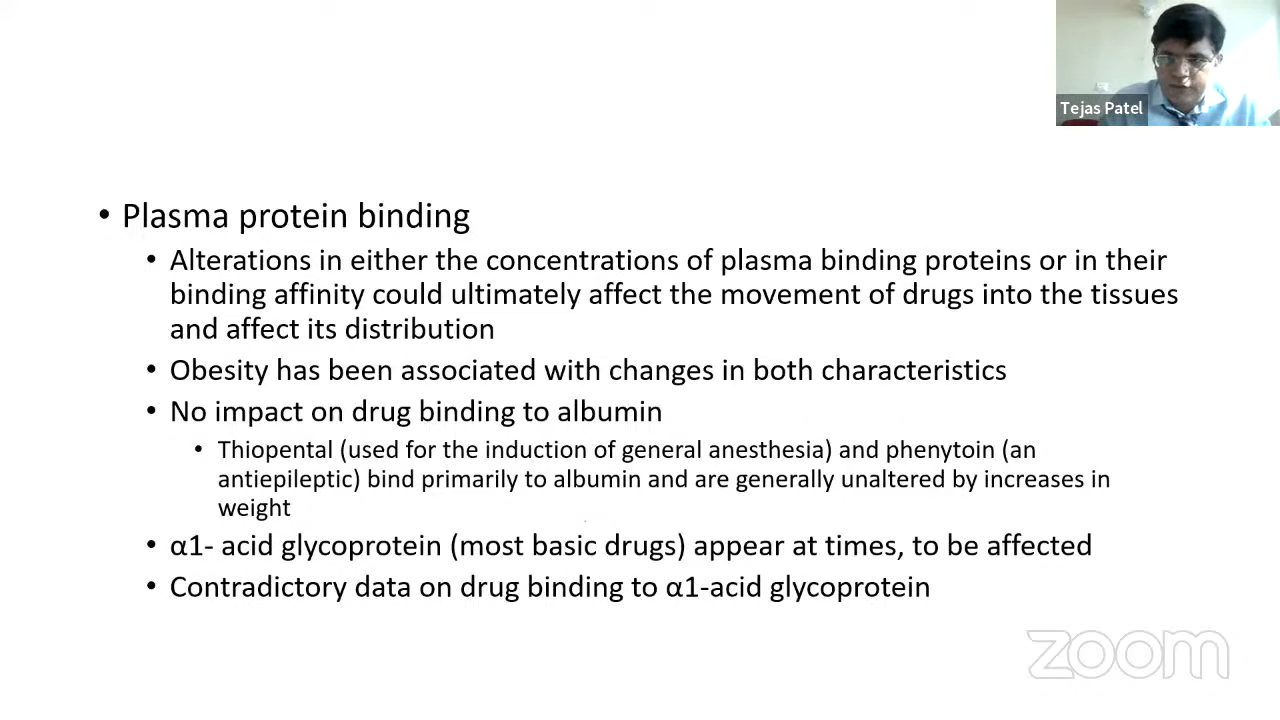 Tejas Patel
• Plasma protein binding
• Alterations in either the concentrations of plasma binding proteins or in their
binding affinity could ultimately affect the movement of drugs into the tissues
and affect its distribution
• Obesity has been associated with changes in both characteristics
• No impact on drug binding to albumin
• Thiopental (used for the induction of general anesthesia) and phenytoin (an
antiepileptic) bind primarily to albumin and are generally unaltered by increases in
weight
• α1- acid glycoprotein (most basic drugs) appear at times, to be affected
• Contradictory data on drug binding to α1-acid glycoprotein
zoom